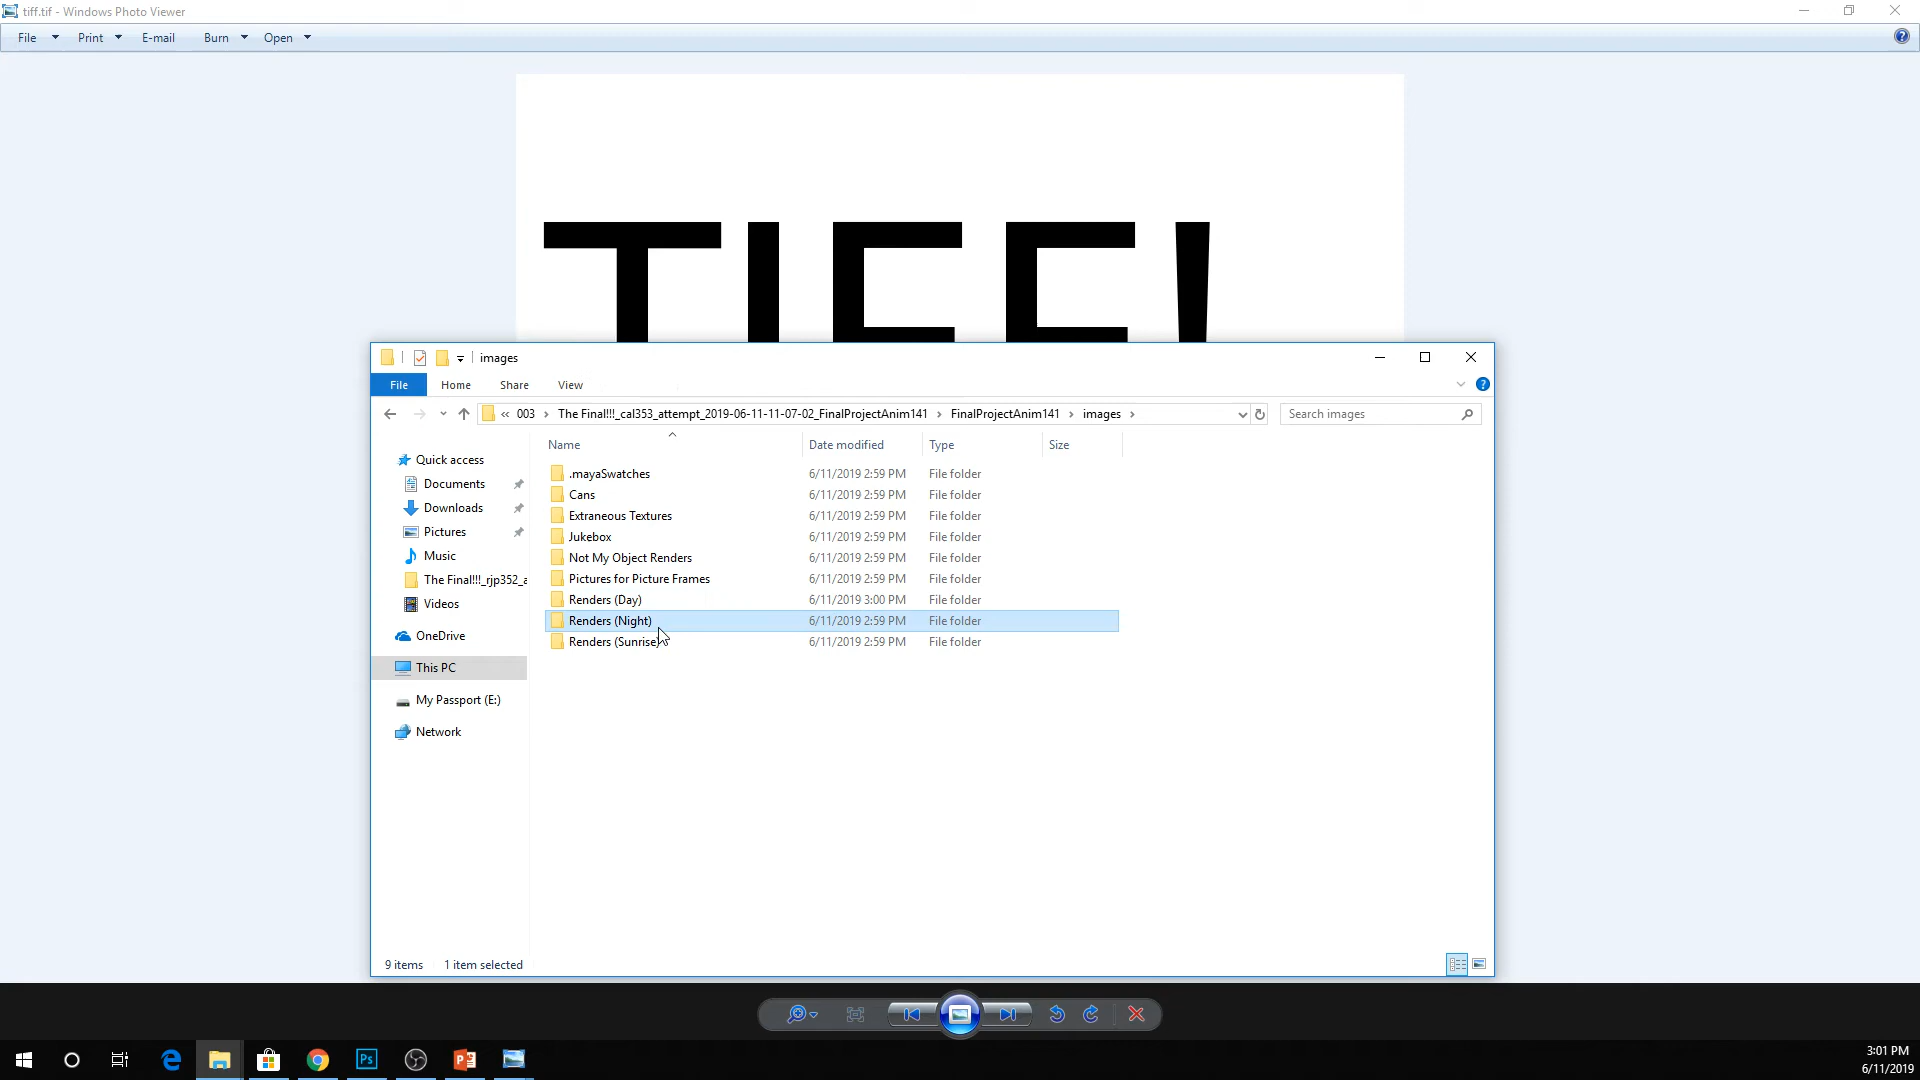 tiff.tif - Windows Photo Viewer
File Print E-mail Burn Open
TIFF!
images
File Home Share View
« 003 › The Final!!!_cal353_attempt_2019-06-11-11-07-02_FinalProjectAnim141 › FinalProjectAnim141 › images › Search images
Name Date modified Type Size
Quick access
Documents
Downloads
Pictures
Music
The Final!!!_rjp352_a
Videos
OneDrive
This PC
My Passport (E:)
Network
.mayaSwatches 6/11/2019 2:59 PM File folder
Cans 6/11/2019 2:59 PM File folder
Extraneous Textures 6/11/2019 2:59 PM File folder
Jukebox 6/11/2019 2:59 PM File folder
Not My Object Renders 6/11/2019 2:59 PM File folder
Pictures for Picture Frames 6/11/2019 2:59 PM File folder
Renders (Day) 6/11/2019 3:00 PM File folder
Renders (Night) 6/11/2019 2:59 PM File folder
Renders (Sunrise) 6/11/2019 2:59 PM File folder
9 items 1 item selected
Ps
3:01 PM
6/11/2019